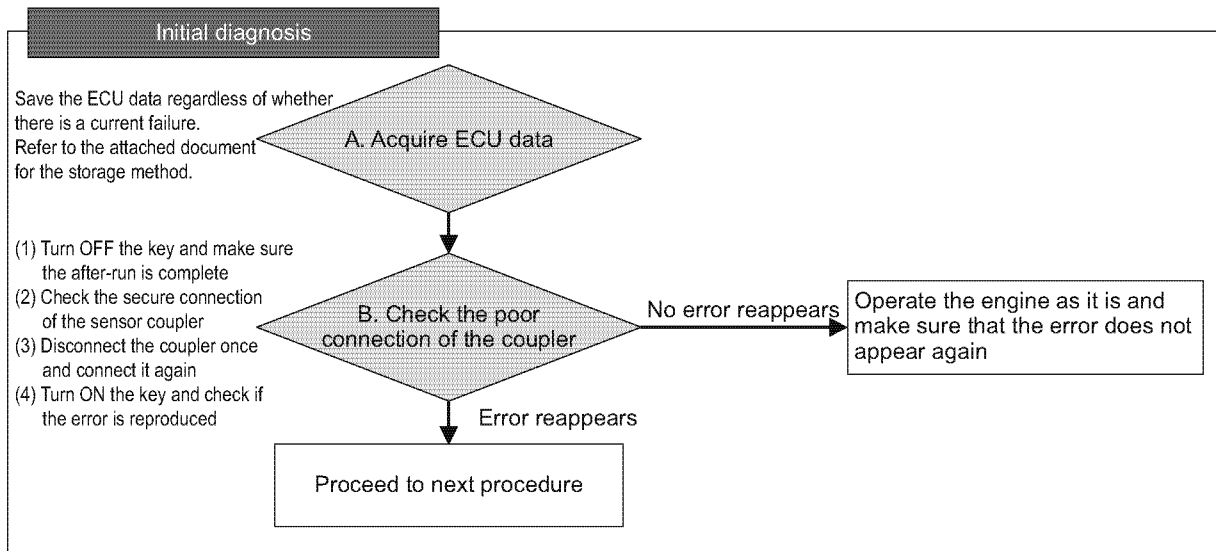 Initial diagnosis
Save the ECU data regardless of whether
there is a current failure.
Refer to the attached document
for the storage method.
A. Acquire ECU data
(1) Turn OFF the key and make sure
the after-run is complete
(2) Check the secure connection
of the sensor coupler
(3) Disconnect the coupler once
and connect it again
(4) Turn ON the key and check if
the error is reproduced
B. Check the poor
connection of the coupler
No error reappears
Operate the engine as it is and
make sure that the error does not
appear again
Error reappears
Proceed to next procedure